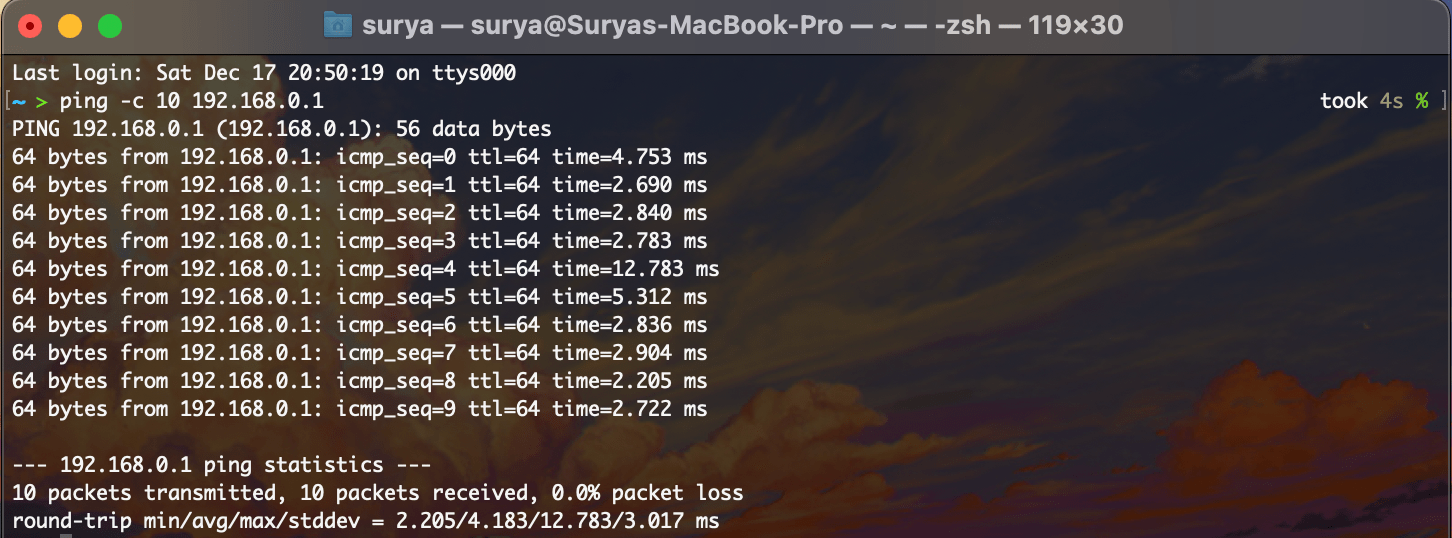 surya — surya@Suryas-MacBook-Pro — ~ — -zsh — 119×30
Last login: Sat Dec 17 20:50:19 on ttys000
[~ > ping -c 10 192.168.0.1 took 4s % ]
PING 192.168.0.1 (192.168.0.1): 56 data bytes
64 bytes from 192.168.0.1: icmp_seq=0 ttl=64 time=4.753 ms
64 bytes from 192.168.0.1: icmp_seq=1 ttl=64 time=2.690 ms
64 bytes from 192.168.0.1: icmp_seq=2 ttl=64 time=2.840 ms
64 bytes from 192.168.0.1: icmp_seq=3 ttl=64 time=2.783 ms
64 bytes from 192.168.0.1: icmp_seq=4 ttl=64 time=12.783 ms
64 bytes from 192.168.0.1: icmp_seq=5 ttl=64 time=5.312 ms
64 bytes from 192.168.0.1: icmp_seq=6 ttl=64 time=2.836 ms
64 bytes from 192.168.0.1: icmp_seq=7 ttl=64 time=2.904 ms
64 bytes from 192.168.0.1: icmp_seq=8 ttl=64 time=2.205 ms
64 bytes from 192.168.0.1: icmp_seq=9 ttl=64 time=2.722 ms
--- 192.168.0.1 ping statistics ---
10 packets transmitted, 10 packets received, 0.0% packet loss
round-trip min/avg/max/stddev = 2.205/4.183/12.783/3.017 ms